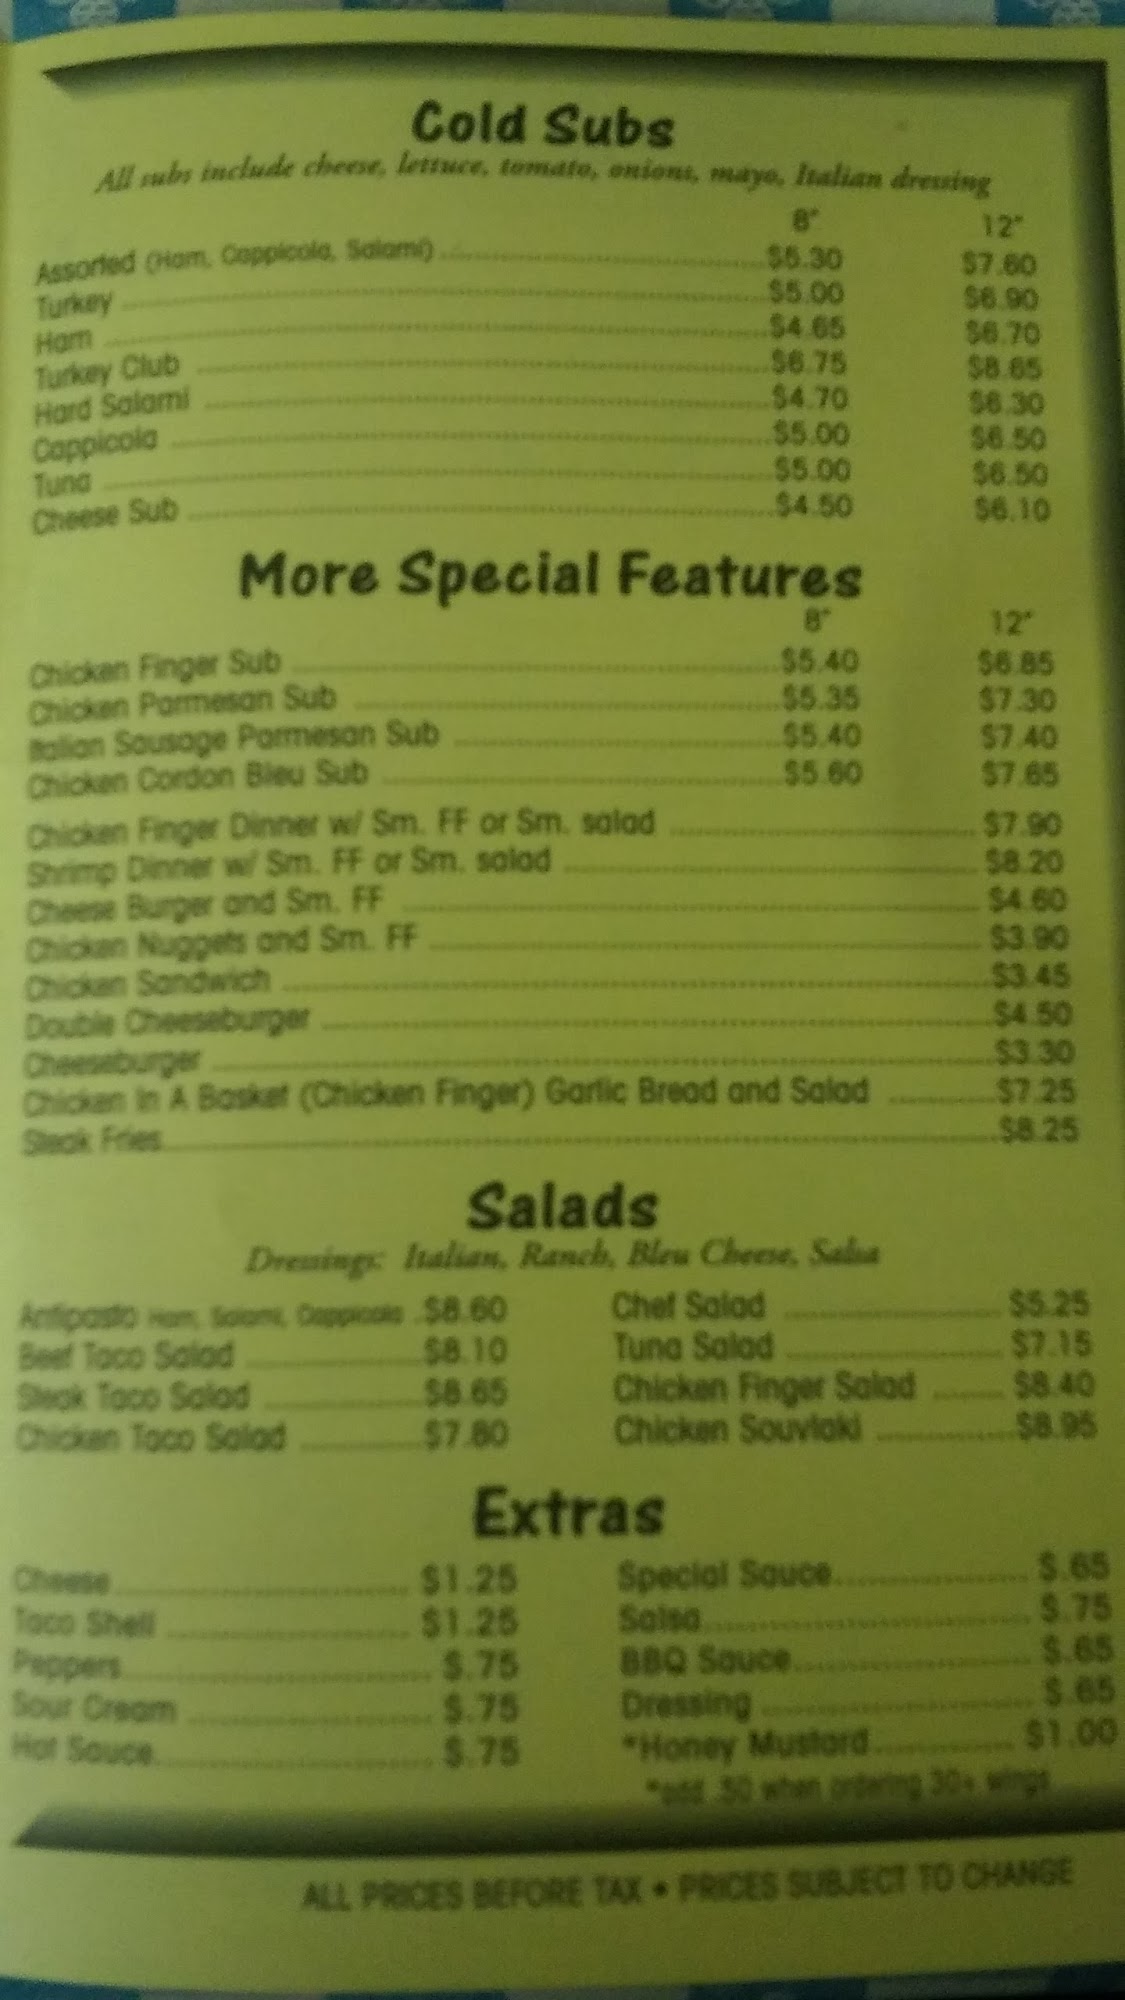 Cold Subs
All subs include cheese, lettuce, tomato, onions, mayo, Italian dressing
8" 12"
Assorted (Ham, Cappicola, Salami) $5.30 $7.60
Turkey $5.00 $6.90
Ham $4.65 $6.70
Turkey Club $6.75 $8.65
Hard Salami $4.70 $6.30
Cappicola $5.00 $6.50
Tuna $5.00 $6.50
Cheese Sub $4.50 $6.10
More Special Features
8" 12"
Chicken Finger Sub $5.40 $6.85
Chicken Parmesan Sub $5.35 $7.30
Italian Sausage Parmesan Sub $5.40 $7.40
Chicken Cordon Bleu Sub $5.60 $7.65
Chicken Finger Dinner w/ Sm. FF or Sm. salad $7.90
Shrimp Dinner w/ Sm. FF or Sm. salad $8.20
Cheese Burger and Sm. FF $4.60
Chicken Nuggets and Sm. FF $3.90
Chicken Sandwich $3.45
Double Cheeseburger $4.50
Cheeseburger $3.30
Chicken In A Basket (Chicken Finger) Garlic Bread and Salad $7.25
Steak Fries $8.25
Salads
Dressings: Italian, Ranch, Bleu Cheese, Salsa
Antipasto Ham, Salami, Cappicola $8.60 Chef Salad $5.25
Beef Taco Salad $8.10 Tuna Salad $7.15
Steak Taco Salad $8.65 Chicken Finger Salad $8.40
Chicken Taco Salad $7.80 Chicken Souvlaki $8.95
Extras
Cheese $1.25 Special Sauce $.65
Taco Shell $1.25 Salsa $.75
Peppers $.75 BBQ Sauce $.65
Sour Cream $.75 Dressing $.65
Hot Sauce $.75 *Honey Mustard $1.00
*add .50 when ordering 30+ wings
ALL PRICES BEFORE TAX • PRICES SUBJECT TO CHANGE